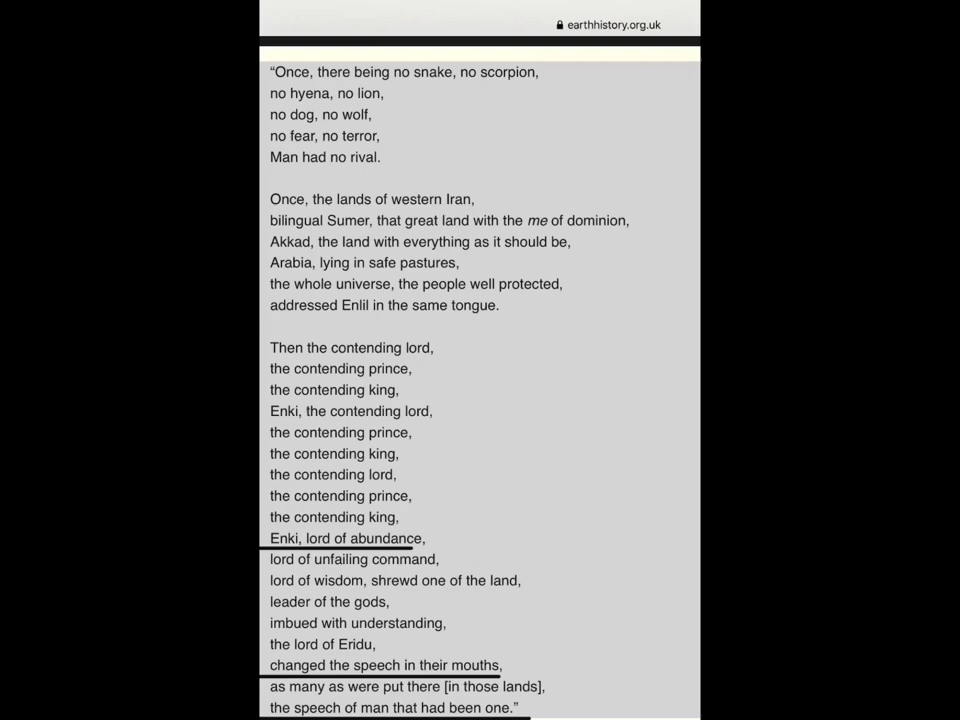 earthhistory.org.uk
“Once, there being no snake, no scorpion,
no hyena, no lion,
no dog, no wolf,
no fear, no terror,
Man had no rival.
Once, the lands of western Iran,
bilingual Sumer, that great land with the me of dominion,
Akkad, the land with everything as it should be,
Arabia, lying in safe pastures,
the whole universe, the people well protected,
addressed Enlil in the same tongue.
Then the contending lord,
the contending prince,
the contending king,
Enki, the contending lord,
the contending prince,
the contending king,
the contending lord,
the contending prince,
the contending king,
Enki, lord of abundance,
lord of unfailing command,
lord of wisdom, shrewd one of the land,
leader of the gods,
imbued with understanding,
the lord of Eridu,
changed the speech in their mouths,
as many as were put there [in those lands],
the speech of man that had been one.”